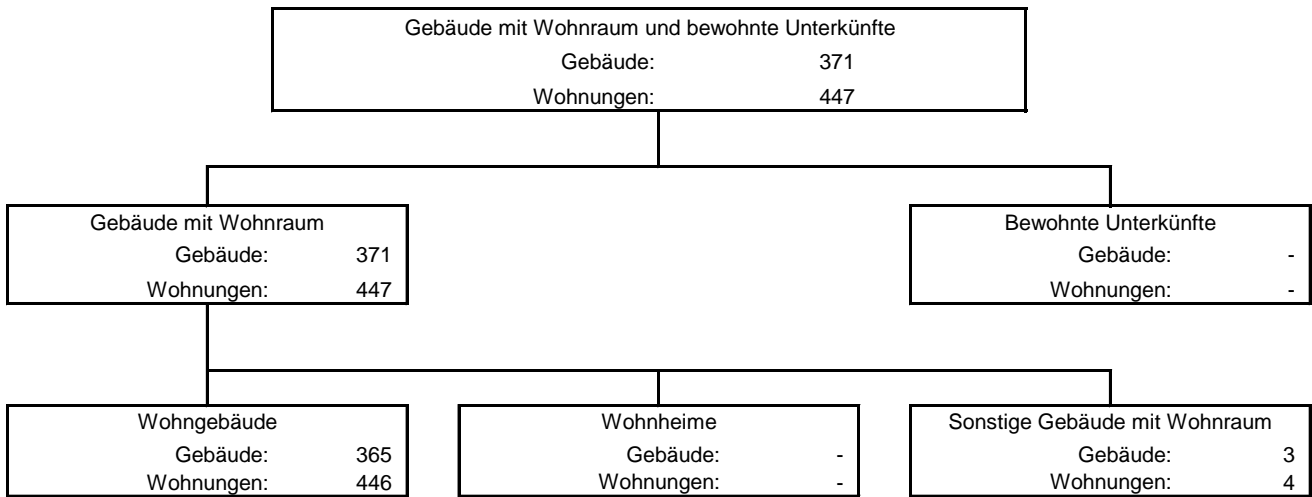 Gebäude mit Wohnraum und bewohnte Unterkünfte
Gebäude: 371
Wohnungen: 447
Gebäude mit Wohnraum
Gebäude: 371
Wohnungen: 447
Bewohnte Unterkünfte
Gebäude: -
Wohnungen: -
Wohngebäude
Gebäude: 365
Wohnungen: 446
Wohnheime
Gebäude: -
Wohnungen: -
Sonstige Gebäude mit Wohnraum
Gebäude: 3
Wohnungen: 4